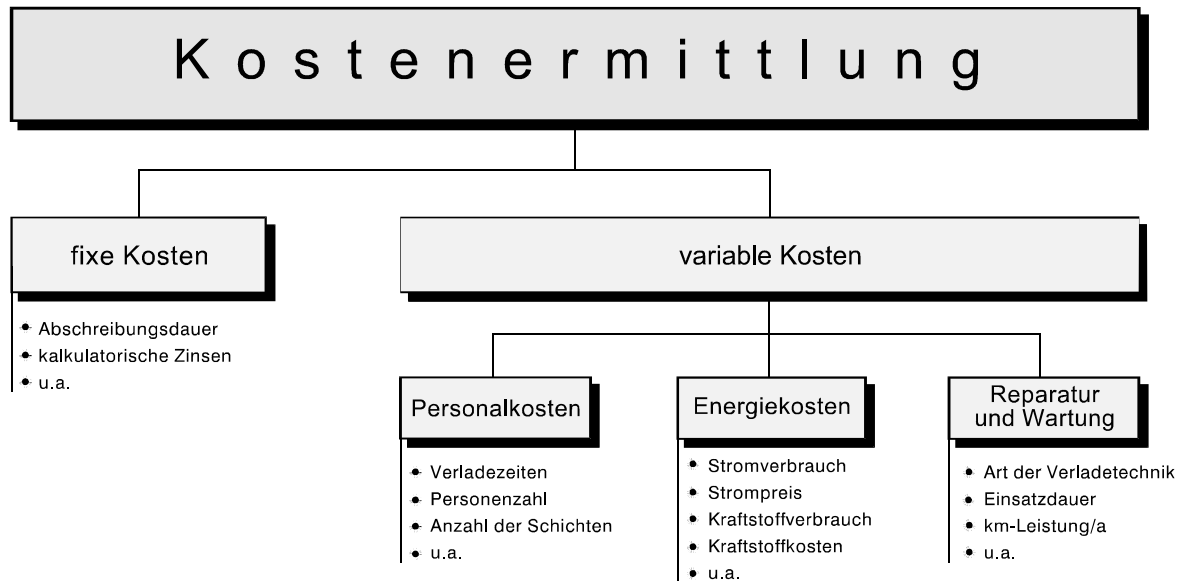 Kostenermittlung
fixe Kosten
• Abschreibungsdauer
• kalkulatorische Zinsen
• u.a.
variable Kosten
Personalkosten
• Verladezeiten
• Personenzahl
• Anzahl der Schichten
• u.a.
Energiekosten
• Stromverbrauch
• Strompreis
• Kraftstoffverbrauch
• Kraftstoffkosten
• u.a.
Reparatur
und Wartung
• Art der Verladetechnik
• Einsatzdauer
• km-Leistung/a
• u.a.